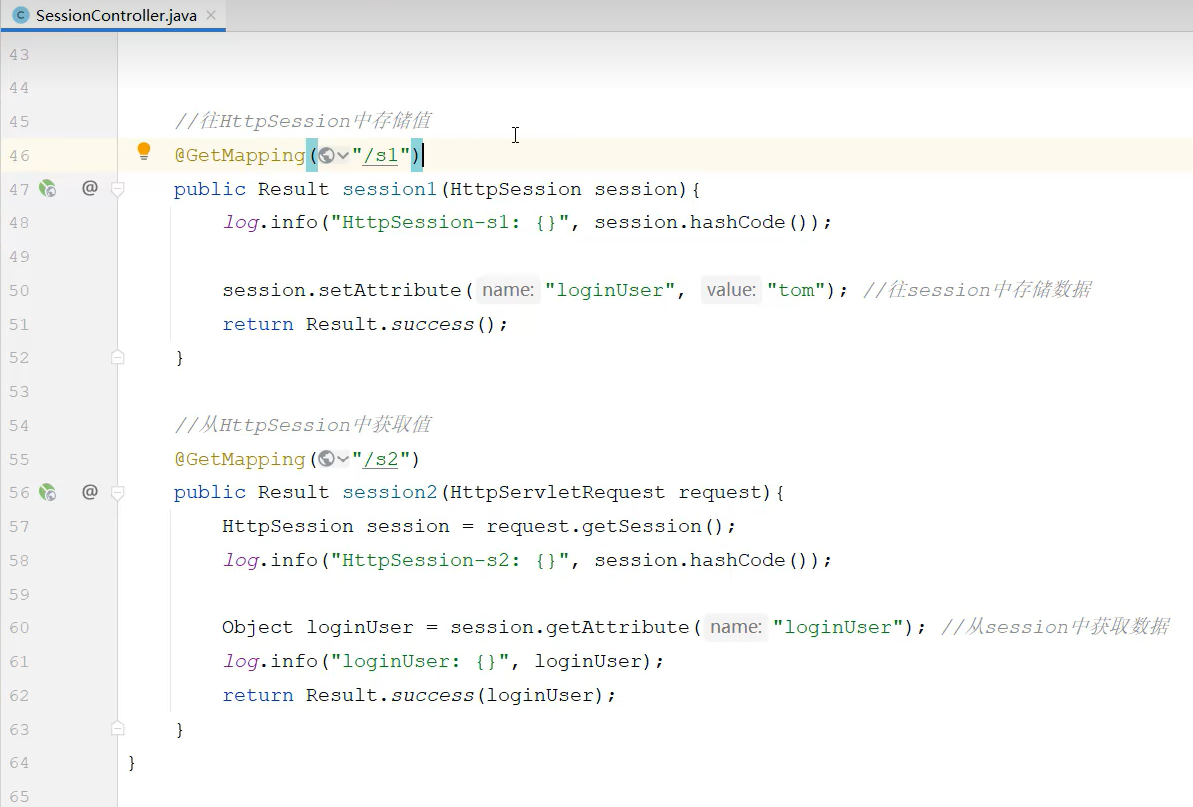 SessionController.java
43
44
45 //往HttpSession中存储值
46 @GetMapping("/s1")
47 @ public Result session1(HttpSession session){
48 log.info("HttpSession-s1: {}", session.hashCode());
49
50 session.setAttribute( name: "loginUser", value: "tom"); //往session中存储数据
51 return Result.success();
52 }
53
54 //从HttpSession中获取值
55 @GetMapping("/s2")
56 @ public Result session2(HttpServletRequest request){
57 HttpSession session = request.getSession();
58 log.info("HttpSession-s2: {}", session.hashCode());
59
60 Object loginUser = session.getAttribute( name: "loginUser"); //从session中获取数据
61 log.info("loginUser: {}", loginUser);
62 return Result.success(loginUser);
63 }
64 }
65